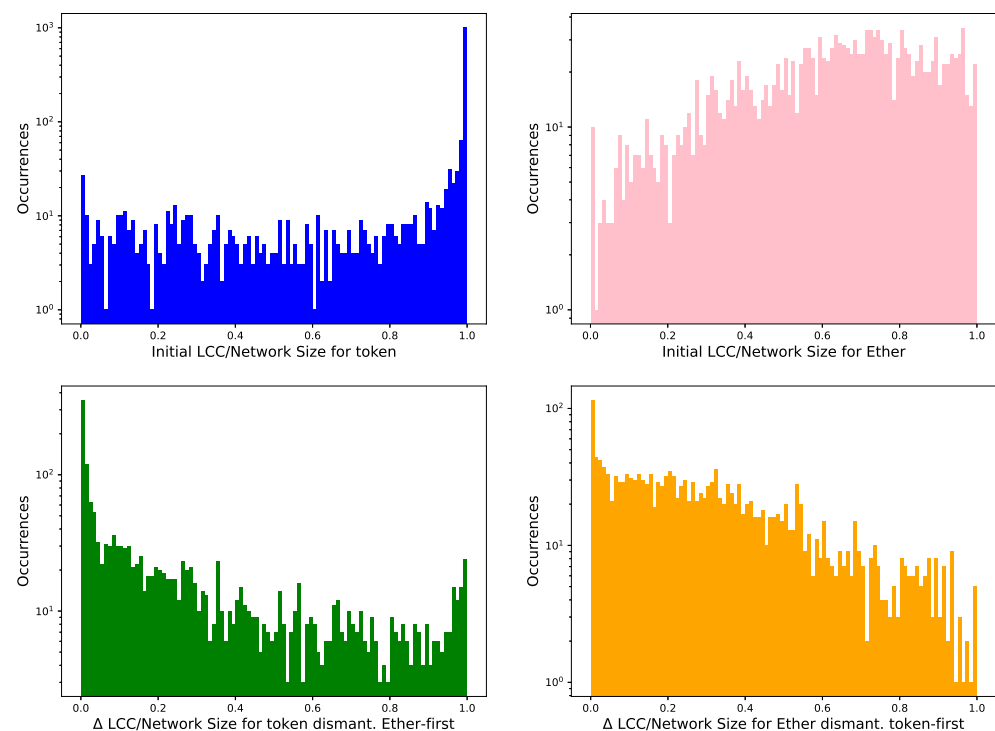 10³
10²
10¹
10⁰
Occurrences
0.0 0.2 0.4 0.6 0.8 1.0
Initial LCC/Network Size for token
10¹
10⁰
Occurrences
0.0 0.2 0.4 0.6 0.8 1.0
Initial LCC/Network Size for Ether
10²
10¹
Occurrences
0.0 0.2 0.4 0.6 0.8 1.0
Δ LCC/Network Size for token dismant. Ether-first
10²
10¹
10⁰
Occurrences
0.0 0.2 0.4 0.6 0.8 1.0
Δ LCC/Network Size for Ether dismant. token-first